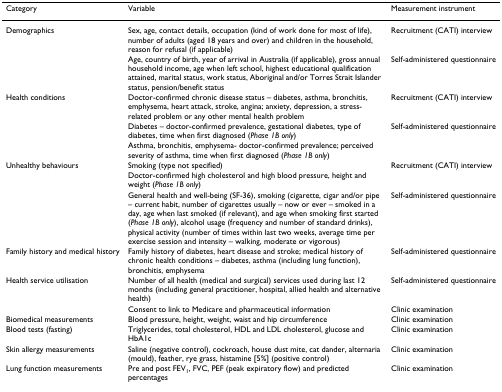 Category Variable Measurement instrument
Demographics Sex, age, contact details, occupation (kind of work done for most of life), Recruitment (CATI) interview
number of adults (aged 18 years and over) and children in the household,
reason for refusal (if applicable)
Age, country of birth, year of arrival in Australia (if applicable), gross annual Self-administered questionnaire
household income, age when left school, highest educational qualification
attained, marital status, work status, Aboriginal and/or Torres Strait Islander
status, pension/benefit status
Health conditions Doctor-confirmed chronic disease status – diabetes, asthma, bronchitis, Recruitment (CATI) interview
emphysema, heart attack, stroke, angina; anxiety, depression, a stress-
related problem or any other mental health problem
Diabetes – doctor-confirmed prevalence, gestational diabetes, type of Self-administered questionnaire
diabetes, time when first diagnosed (Phase 1B only)
Asthma, bronchitis, emphysema- doctor-confirmed prevalence; perceived
severity of asthma, time when first diagnosed (Phase 1B only)
Unhealthy behaviours Smoking (type not specified) Recruitment (CATI) interview
Doctor-confirmed high cholesterol and high blood pressure, height and
weight (Phase 1B only)
General health and well-being (SF-36), smoking (cigarette, cigar and/or pipe Self-administered questionnaire
– current habit, number of cigarettes usually – now or ever – smoked in a
day, age when last smoked (if relevant), and age when smoking first started
(Phase 1B only), alcohol usage (frequency and number of standard drinks),
physical activity (number of times within last two weeks, average time per
exercise session and intensity – walking, moderate or vigorous)
Family history and medical history Family history of diabetes, heart disease and stroke; medical history of Self-administered questionnaire
chronic health conditions – diabetes, asthma (including lung function),
bronchitis, emphysema
Health service utilisation Number of all health (medical and surgical) services used during last 12 Self-administered questionnaire
months (including general practitioner, hospital, allied health and alternative
health)
Consent to link to Medicare and pharmaceutical information Clinic examination
Biomedical measurements Blood pressure, height, weight, waist and hip circumference Clinic examination
Blood tests (fasting) Triglycerides, total cholesterol, HDL and LDL cholesterol, glucose and Clinic examination
HbA1c
Skin allergy measurements Saline (negative control), cockroach, house dust mite, cat dander, alternaria Clinic examination
(mould), feather, rye grass, histamine [5%] (positive control)
Lung function measurements Pre and post FEV1, FVC, PEF (peak expiratory flow) and predicted Clinic examination
percentages